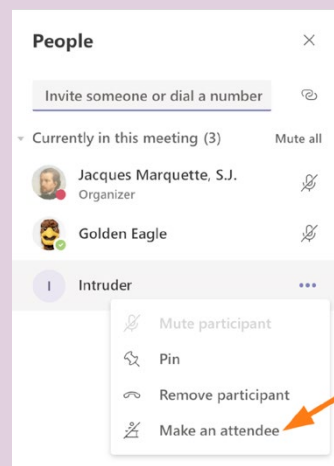 People
Invite someone or dial a number
Currently in this meeting (3) Mute all
Jacques Marquette, S.J.
Organizer
Golden Eagle
I Intruder
Mute participant
Pin
Remove participant
Make an attendee